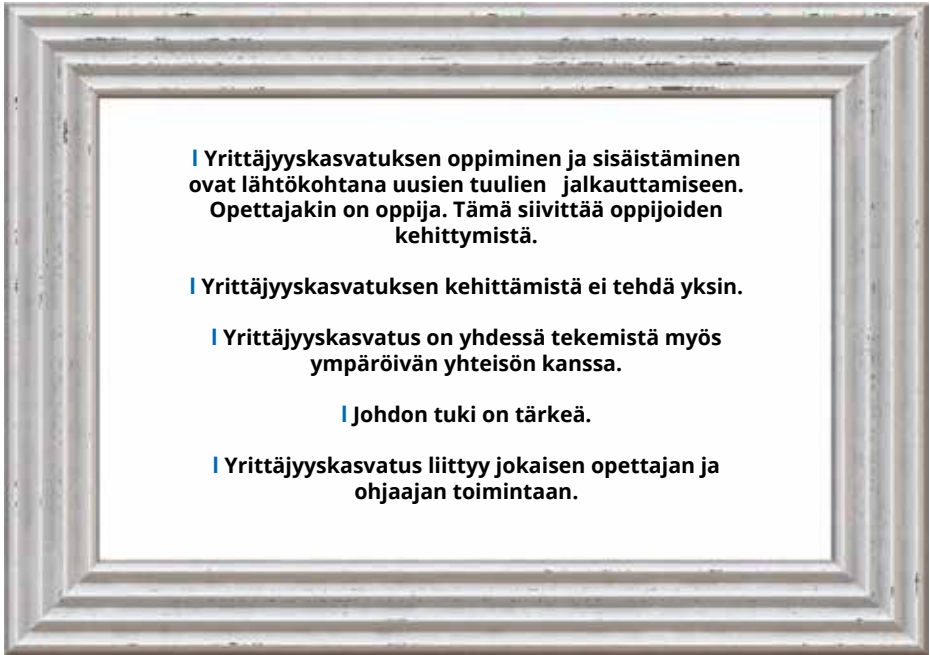 l Yrittäjyyskasvatuksen oppiminen ja sisäistäminen
ovat lähtökohtana uusien tuulien jalkauttamiseen.
Opettajakin on oppija. Tämä siivittää oppijoiden
kehittymistä.
l Yrittäjyyskasvatuksen kehittämistä ei tehdä yksin.
l Yrittäjyyskasvatus on yhdessä tekemistä myös
ympäröivän yhteisön kanssa.
l Johdon tuki on tärkeä.
l Yrittäjyyskasvatus liittyy jokaisen opettajan ja
ohjaajan toimintaan.